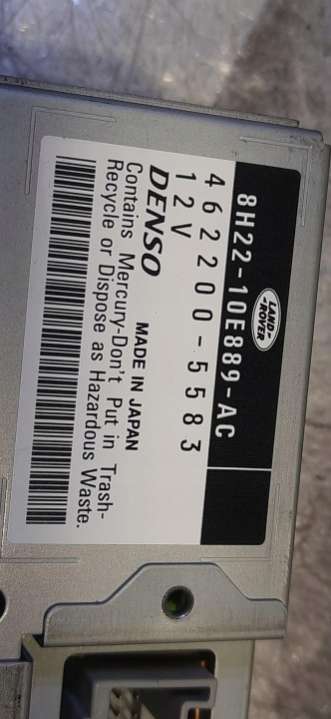 LAND-
ROVER
8H22-10E889-AC
462200-5583
12V
DENSO MADE IN JAPAN
Contains Mercury-Don't Put in Trash-
Recycle or Dispose as Hazardous Waste.